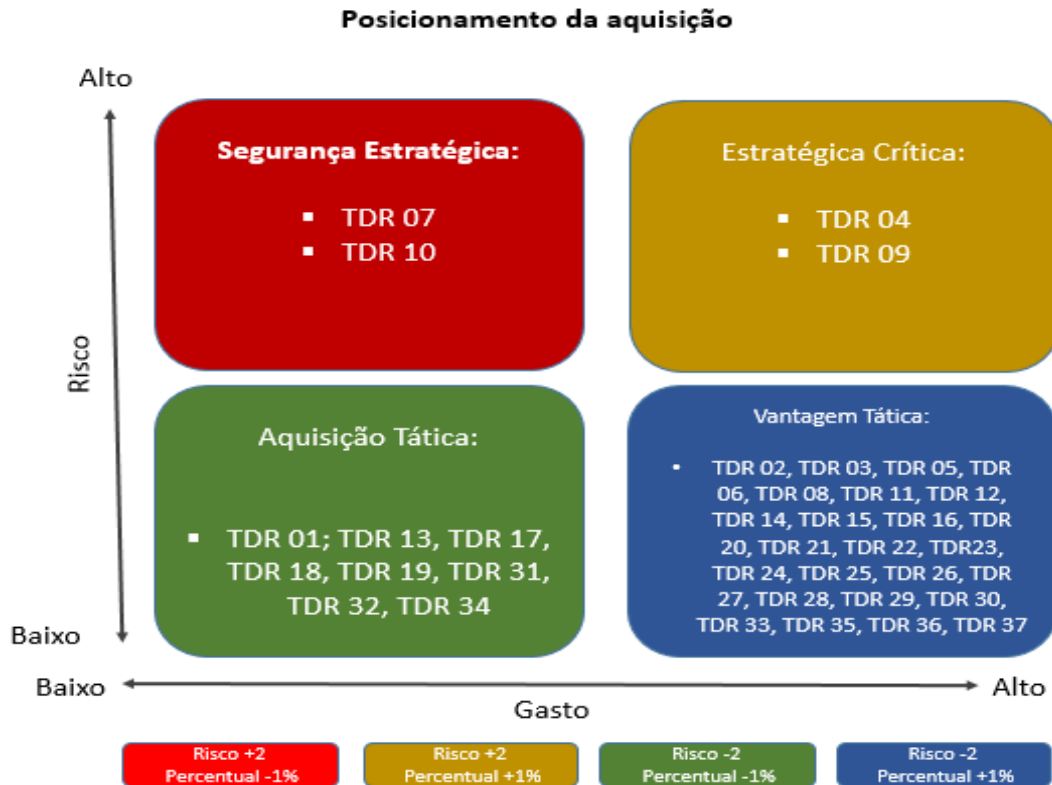 Posicionamento da aquisição
Alto
Segurança Estratégica:
▪ TDR 07
▪ TDR 10
Estratégica Crítica:
▪ TDR 04
▪ TDR 09
Risco
Aquisição Tática:
▪ TDR 01; TDR 13, TDR 17,
TDR 18, TDR 19, TDR 31,
TDR 32, TDR 34
Vantagem Tática:
• TDR 02, TDR 03, TDR 05, TDR
06, TDR 08, TDR 11, TDR 12,
TDR 14, TDR 15, TDR 16, TDR
20, TDR 21, TDR 22, TDR23,
TDR 24, TDR 25, TDR 26, TDR
27, TDR 28, TDR 29, TDR 30,
TDR 33, TDR 35, TDR 36, TDR 37
Baixo
Baixo
Alto
Gasto
Risco +2
Percentual -1%
Risco +2
Percentual +1%
Risco -2
Percentual -1%
Risco -2
Percentual +1%